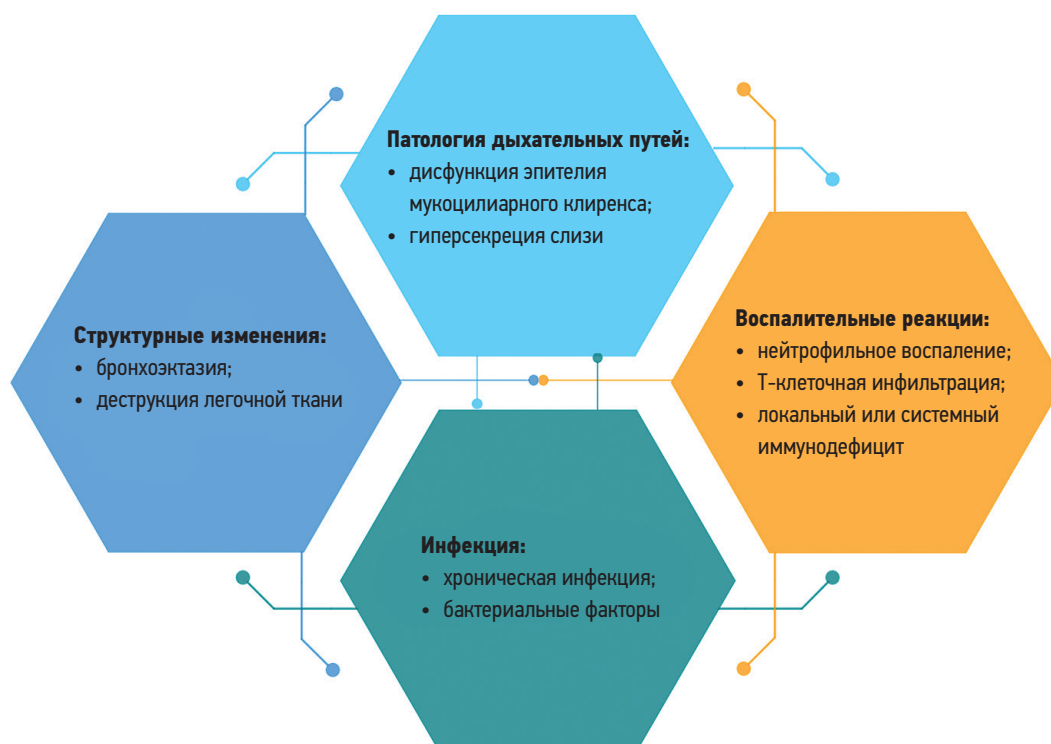 Патология дыхательных путей:
• дисфункция эпителия
мукоцилиарного клиренса;
• гиперсекреция слизи
Структурные изменения:
• бронхоэктазия;
• деструкция легочной ткани
Воспалительные реакции:
• нейтрофильное воспаление;
• Т-клеточная инфильтрация;
• локальный или системный
иммунодефицит
Инфекция:
• хроническая инфекция;
• бактериальные факторы